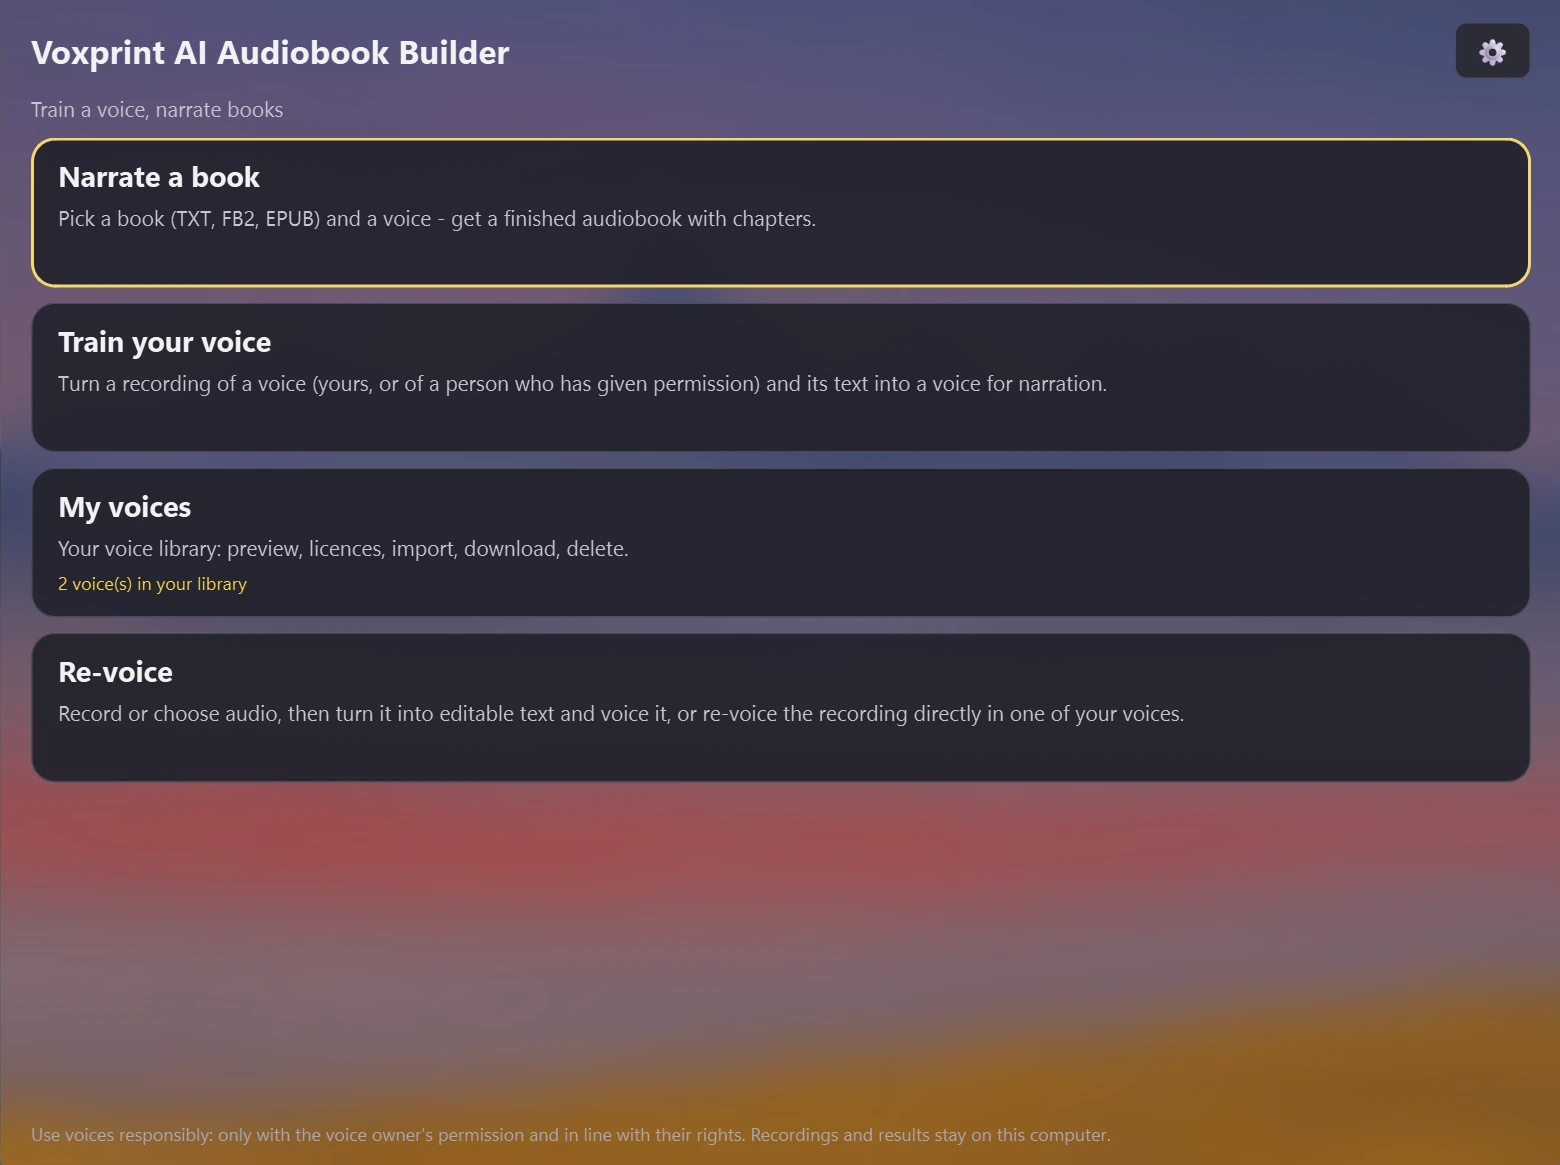 Voxprint AI Audiobook Builder
Train a voice, narrate books
Narrate a book
Pick a book (TXT, FB2, EPUB) and a voice - get a finished audiobook with chapters.
Train your voice
Turn a recording of a voice (yours, or of a person who has given permission) and its text into a voice for narration.
My voices
Your voice library: preview, licences, import, download, delete.
2 voice(s) in your library
Re-voice
Record or choose audio, then turn it into editable text and voice it, or re-voice the recording directly in one of your voices.
Use voices responsibly: only with the voice owner's permission and in line with their rights. Recordings and results stay on this computer.